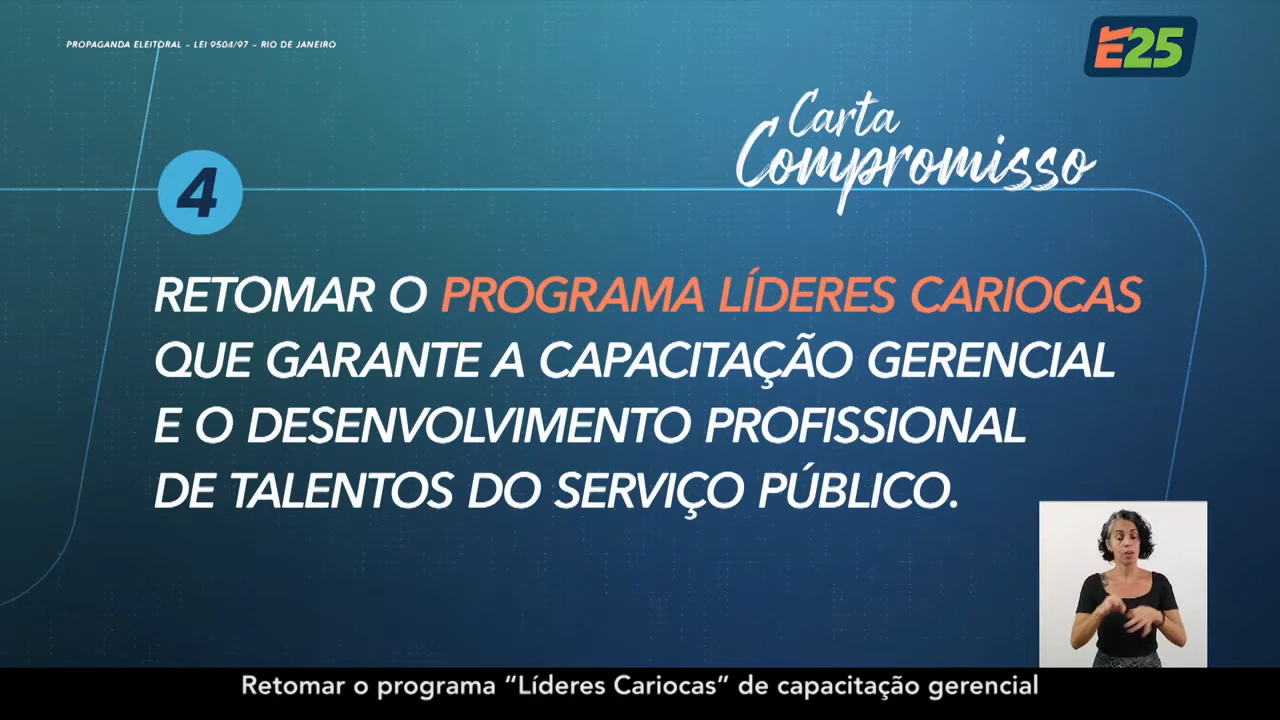 PROPAGANDA ELEITORAL - LEI 9504/97 - RIO DE JANEIRO
É25
Carta
Compromisso
4
RETOMAR O PROGRAMA LÍDERES CARIOCAS
QUE GARANTE A CAPACITAÇÃO GERENCIAL
E O DESENVOLVIMENTO PROFISSIONAL
DE TALENTOS DO SERVIÇO PÚBLICO.
Retomar o programa “Líderes Cariocas” de capacitação gerencial